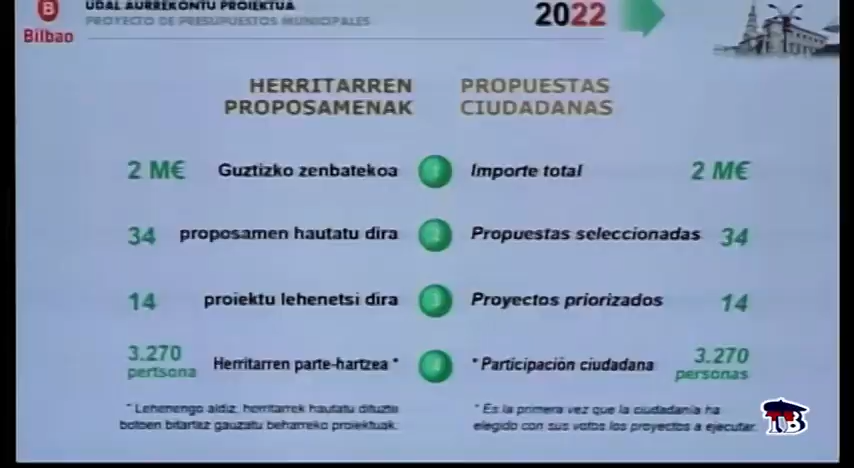 UDAL AURREKONTU PROIEKTUA
PROYECTO DE PRESUPUESTOS MUNICIPALES
2022
B
Bilbao
HERRITARREN
PROPOSAMENAK
PROPUESTAS
CIUDADANAS
2 M€ Guztizko zenbatekoa
Importe total 2 M€
34 proposamen hautatu dira
Propuestas seleccionadas 34
14 proiektu lehenetsi dira
Proyectos priorizados 14
3.270
pertsona
Herritarren parte-hartzea *
* Participación ciudadana
3.270
personas
* Lehenengo aldiz, herritarrek hautatu dituzte
botoen bitartez gauzatu beharreko proiektuak.
* Es la primera vez que la ciudadanía ha
elegido con sus votos los proyectos a ejecutar.
TB